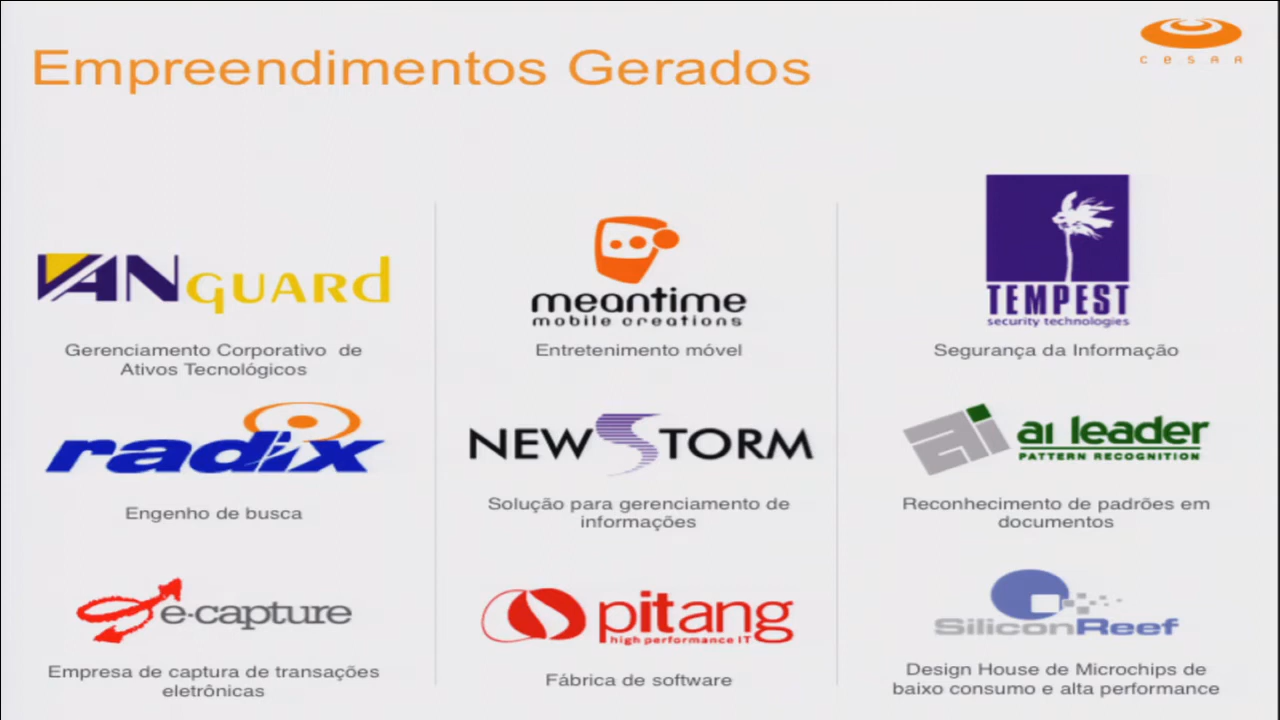 Empreendimentos Gerados
CESAR
VANGUARD
Gerenciamento Corporativo de
Ativos Tecnológicos
meantime
mobile creations
Entretenimento móvel
TEMPEST
security technologies
Segurança da Informação
radix
Engenho de busca
NEWSTORM
Solução para gerenciamento de
informações
ai leader
PATTERN RECOGNITION
Reconhecimento de padrões em
documentos
e-capture
Empresa de captura de transações
eletrônicas
pitang
high performance IT
Fábrica de software
SiliconReef
Design House de Microchips de
baixo consumo e alta performance